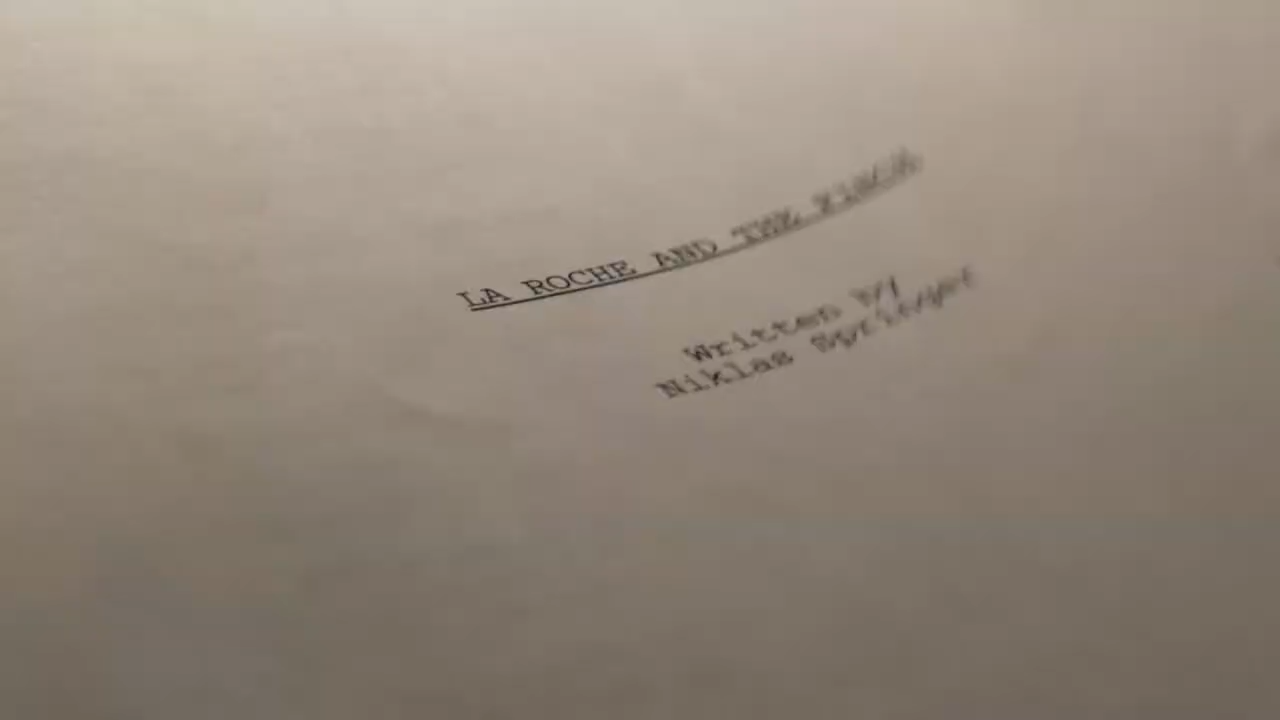 LA ROCHE AND THE
Written by
Niklas